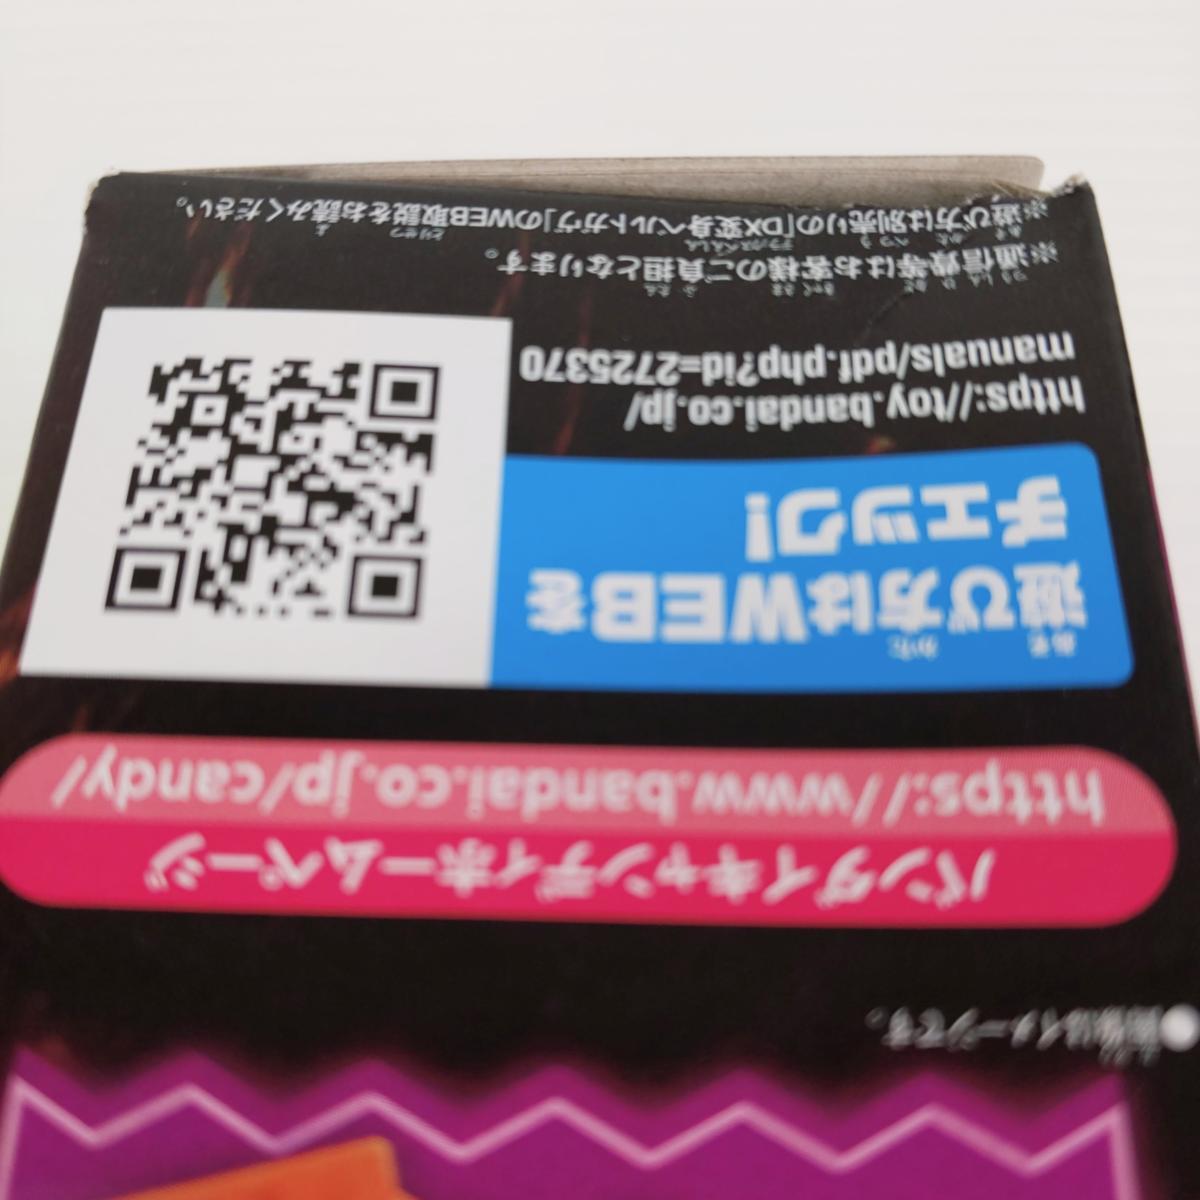 ●画像はイメージです。
バンダイキャンディホームページ
https://www.bandai.co.jp/candy/
遊び方はWEBを
チェック!
https://toy.bandai.co.jp/
manuals/pdf.php?id=2725370
※通信費等はお客様のご負担となります。
※遊び方は別売りの「DX変身ベルトガヴ」のWEB取説をお読みください。